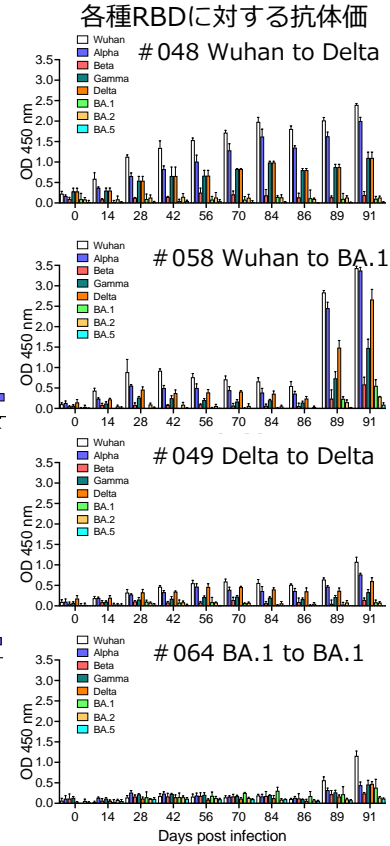 各種RBDに対する抗体価
#048 Wuhan to Delta
Wuhan
Alpha
Beta
Gamma
Delta
BA.1
BA.2
BA.5
OD 450 nm
3.5
3.0
2.5
2.0
1.5
1.0
0.5
0.0
0 14 28 42 56 70 84 86 89 91
#058 Wuhan to BA.1
Wuhan
Alpha
Beta
Gamma
Delta
BA.1
BA.2
BA.5
OD 450 nm
3.5
3.0
2.5
2.0
1.5
1.0
0.5
0.0
0 14 28 42 56 70 84 86 89 91
#049 Delta to Delta
Wuhan
Alpha
Beta
Gamma
Delta
BA.1
BA.2
BA.5
OD 450 nm
3.5
3.0
2.5
2.0
1.5
1.0
0.5
0.0
0 14 28 42 56 70 84 86 89 91
#064 BA.1 to BA.1
Wuhan
Alpha
Beta
Gamma
Delta
BA.1
BA.2
BA.5
OD 450 nm
3.5
3.0
2.5
2.0
1.5
1.0
0.5
0.0
0 14 28 42 56 70 84 86 89 91
Days post infection